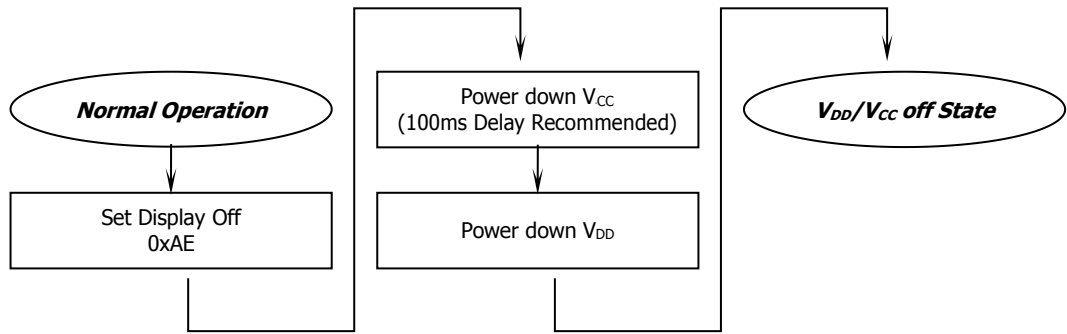 Normal Operation
Set Display Off
0xAE
Power down VCC
(100ms Delay Recommended)
Power down VDD
VDD/VCC off State